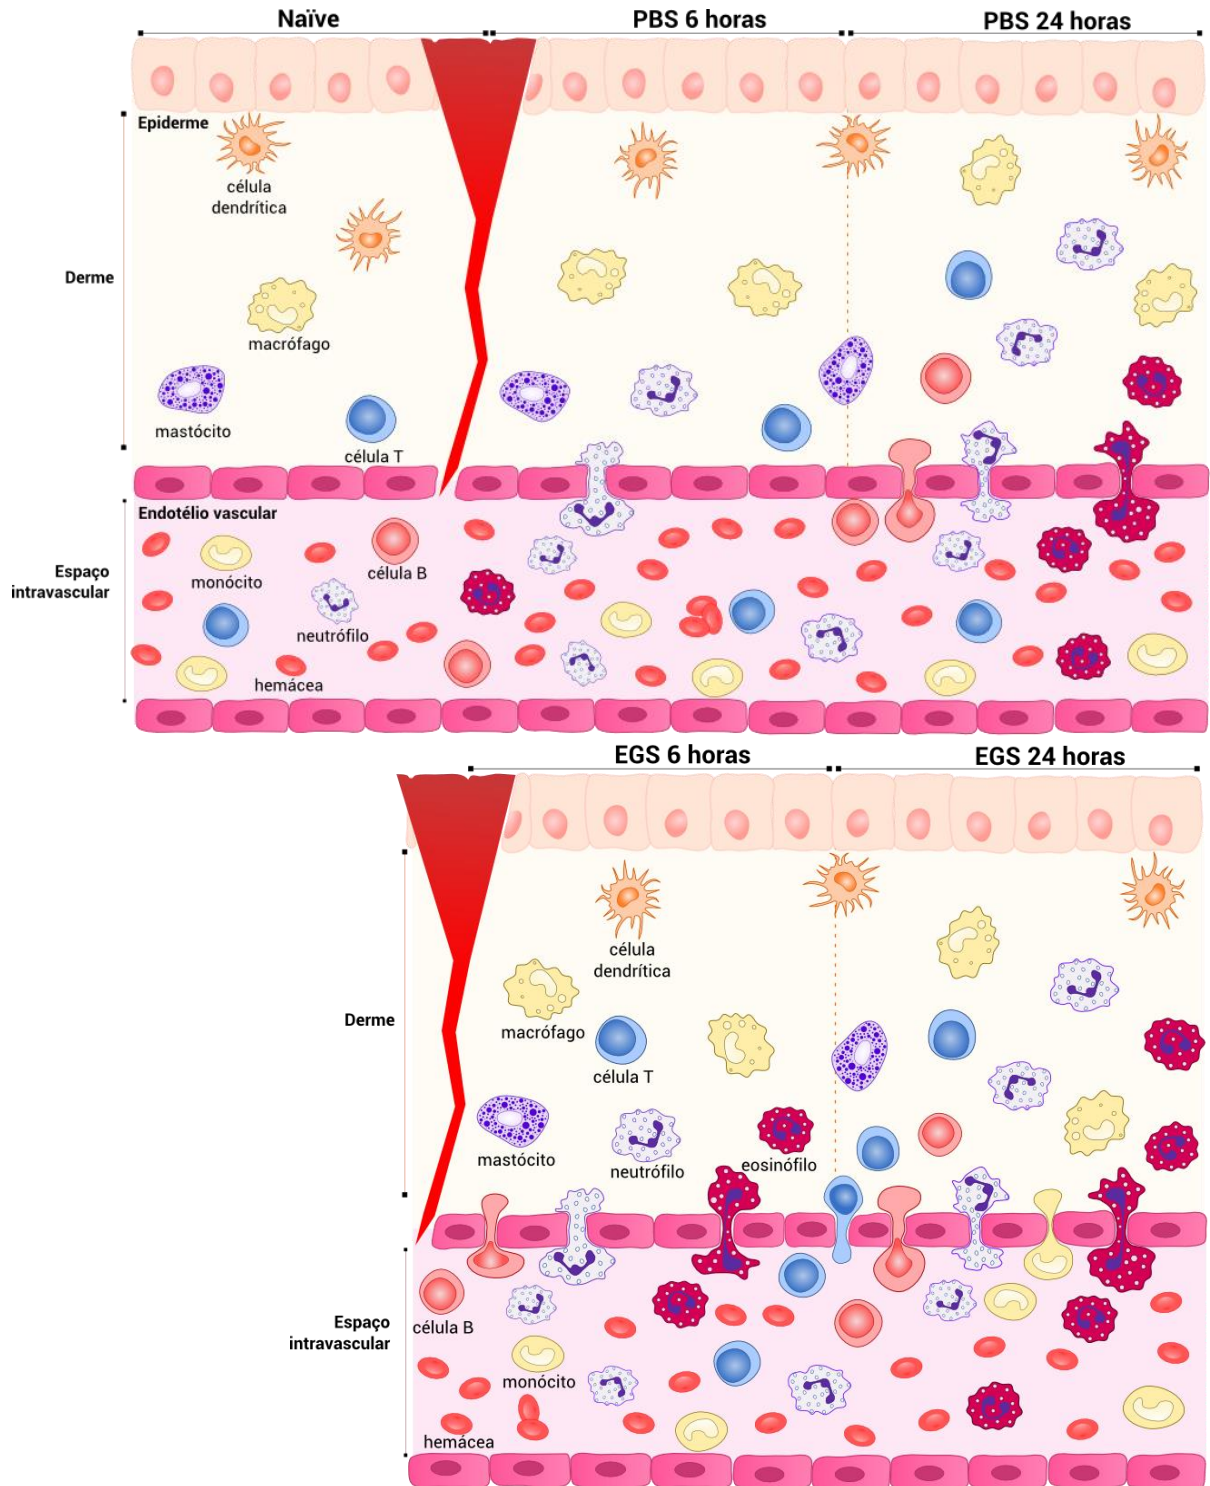 Naïve
PBS 6 horas
PBS 24 horas
Epiderme
célula
dendrítica
Derme
macrófago
mastócito
célula T
Endotélio vascular
Espaço
intravascular
monócito
célula B
neutrófilo
hemácea
EGS 6 horas
EGS 24 horas
célula
dendrítica
Derme
macrófago
célula T
mastócito
neutrófilo
eosinófilo
Espaço
intravascular
célula B
monócito
hemácea